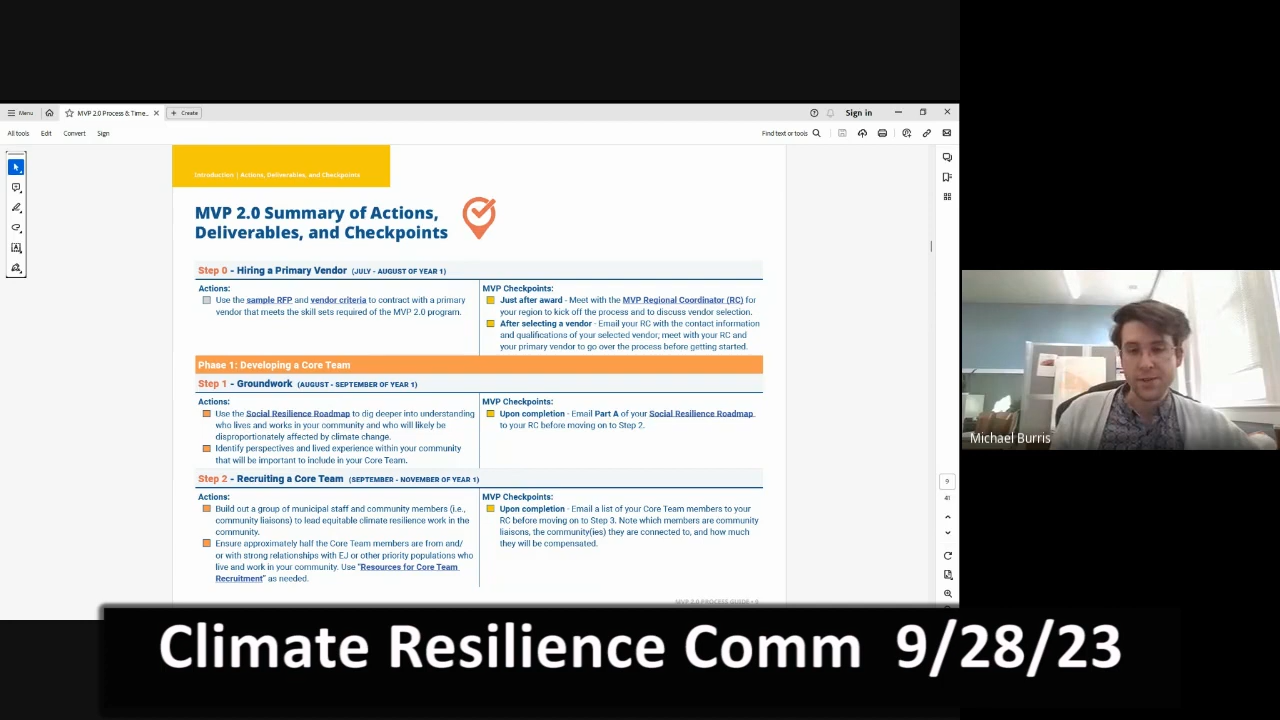 Menu
MVP 2.0 Process & Time...
Create
Sign in
All tools
Edit
Convert
Sign
Find text or tools
Introduction | Actions, Deliverables, and Checkpoints
MVP 2.0 Summary of Actions,
Deliverables, and Checkpoints
Step 0 - Hiring a Primary Vendor (JULY - AUGUST OF YEAR 1)
Actions:
Use the sample RFP and vendor criteria to contract with a primary
vendor that meets the skill sets required of the MVP 2.0 program.
MVP Checkpoints:
Just after award - Meet with the MVP Regional Coordinator (RC) for
your region to kick off the process and to discuss vendor selection.
After selecting a vendor - Email your RC with the contact information
and qualifications of your selected vendor; meet with your RC and
your primary vendor to go over the process before getting started.
Phase 1: Developing a Core Team
Step 1 - Groundwork (AUGUST - SEPTEMBER OF YEAR 1)
Actions:
Use the Social Resilience Roadmap to dig deeper into understanding
who lives and works in your community and who will likely be
disproportionately affected by climate change.
Identify perspectives and lived experience within your community
that will be important to include in your Core Team.
MVP Checkpoints:
Upon completion - Email Part A of your Social Resilience Roadmap
to your RC before moving on to Step 2.
Step 2 - Recruiting a Core Team (SEPTEMBER - NOVEMBER OF YEAR 1)
Actions:
Build out a group of municipal staff and community members (i.e.,
community liaisons) to lead equitable climate resilience work in the
community.
Ensure approximately half the Core Team members are from and/
or with strong relationships with EJ or other priority populations who
live and work in your community. Use "Resources for Core Team
Recruitment" as needed.
MVP Checkpoints:
Upon completion - Email a list of your Core Team members to your
RC before moving on to Step 3. Note which members are community
liaisons, the community(ies) they are connected to, and how much
they will be compensated.
MVP 2.0 PROCESS GUIDE • 9
9
41
Michael Burris
Climate Resilience Comm 9/28/23